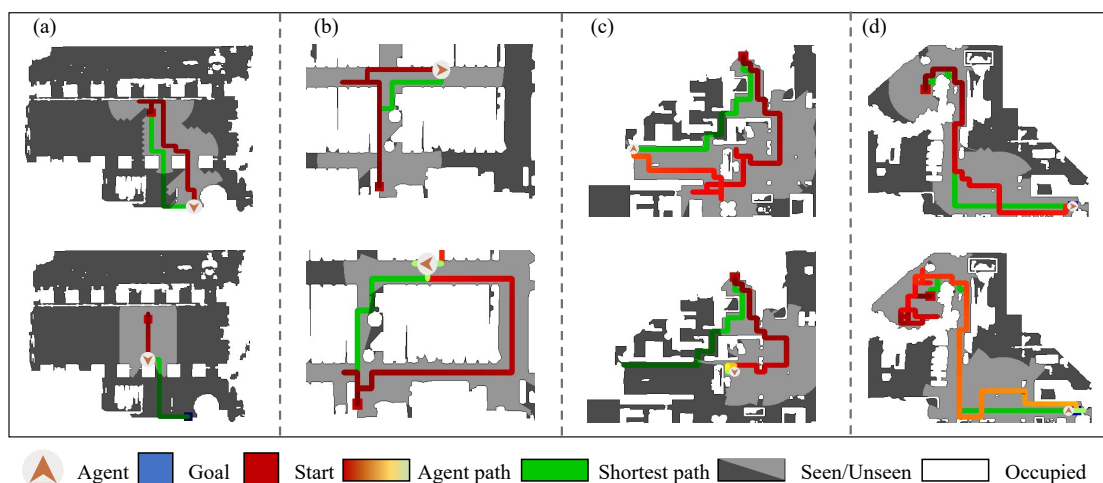 (a) (b) (c) (d)
Agent Goal Start Agent path Shortest path Seen/Unseen Occupied